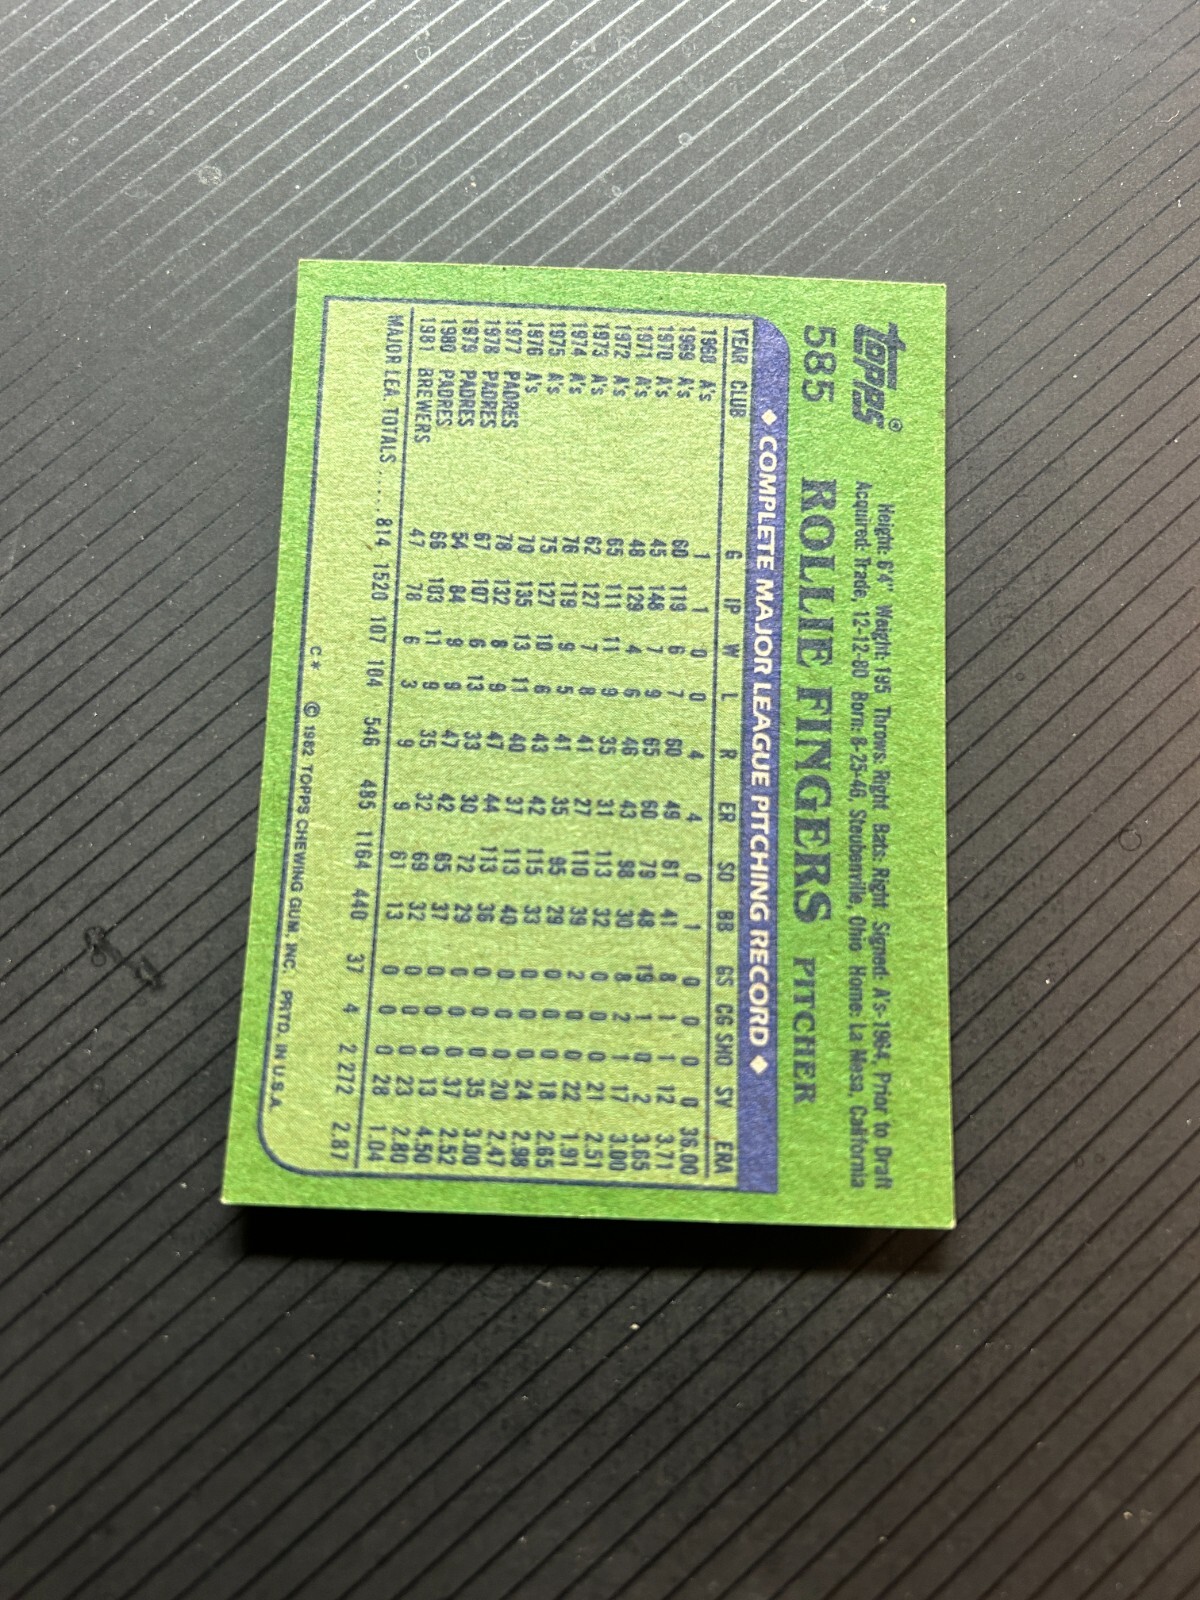 TOPPS®
Height: 6'4" Weight: 195 Throws: Right Bats: Right Signed: A's-1964, Prior to Draft
Acquired: Trade, 12-12-80 Born: 8-25-46, Steubenville, Ohio Home: La Mesa, California
585 ROLLIE FINGERS PITCHER
◆ COMPLETE MAJOR LEAGUE PITCHING RECORD ◆
YEAR CLUB G IP W L R ER SO BB GS CG SHO SV ERA
1968 A's 1 1 0 0 4 4 0 1 0 0 0 0 36.00
1969 A's 60 119 6 7 60 49 61 41 8 1 1 12 3.71
1970 A's 45 148 7 9 65 60 79 48 19 1 0 2 3.65
1971 A's 48 129 4 6 46 43 98 30 8 2 1 17 3.00
1972 A's 65 111 11 9 35 31 113 32 0 0 0 21 2.51
1973 A's 62 127 7 8 41 27 110 39 2 0 0 22 1.91
1974 A's 76 119 9 5 41 35 95 29 0 0 0 18 2.65
1975 A's 75 127 10 6 43 42 115 33 0 0 0 24 2.98
1976 A's 70 135 13 11 40 37 113 40 0 0 0 20 2.47
1977 PADRES 78 132 8 9 47 44 113 36 0 0 0 35 3.00
1978 PADRES 67 107 6 13 33 30 72 29 0 0 0 37 2.52
1979 PADRES 54 84 9 9 47 42 65 37 0 0 0 13 4.50
1980 PADRES 66 103 11 9 35 32 69 32 0 0 0 23 2.80
1981 BREWERS 47 78 6 3 9 9 61 13 0 0 0 28 1.04
MAJOR LEA. TOTALS ..... 814 1520 107 104 546 485 1164 440 37 4 2 272 2.87
C* © 1982 TOPPS CHEWING GUM, INC. PRTD. IN U.S.A.